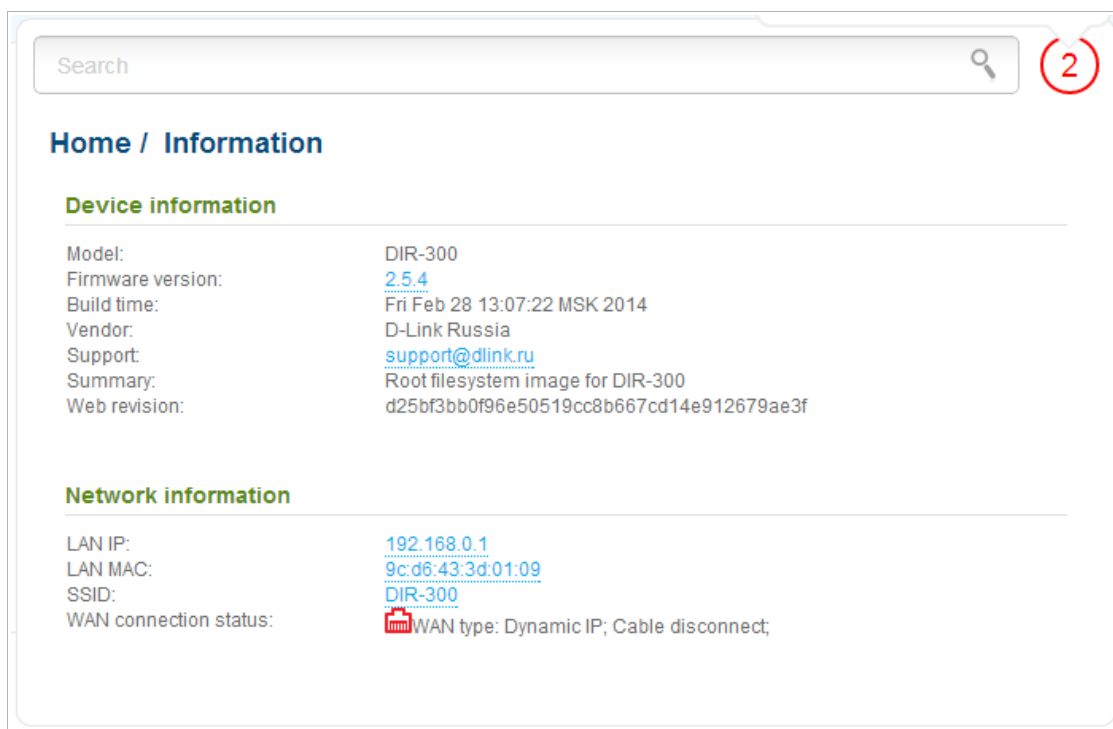 Search
2
Home / Information
Device information
Model: DIR-300
Firmware version: 2.5.4
Build time: Fri Feb 28 13:07:22 MSK 2014
Vendor: D-Link Russia
Support: support@dlink.ru
Summary: Root filesystem image for DIR-300
Web revision: d25bf3bb0f96e50519cc8b667cd14e912679ae3f
Network information
LAN IP: 192.168.0.1
LAN MAC: 9c:d6:43:3d:01:09
SSID: DIR-300
WAN connection status: WAN type: Dynamic IP; Cable disconnect;